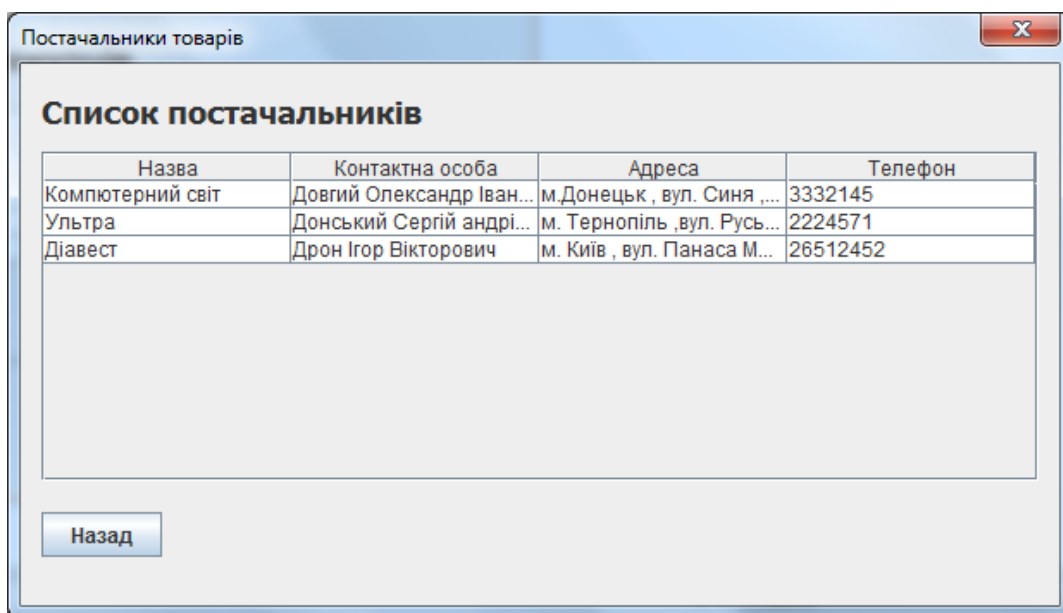 Постачальники товарів
Список постачальників
Назва Контактна особа Адреса Телефон
Компютерний світ Довгий Олександр Іван... м.Донецьк , вул. Синя ,... 3332145
Ультра Донський Сергій андрі... м. Тернопіль ,вул. Русь... 2224571
Діавест Дрон Ігор Вікторович м. Київ , вул. Панаса М... 26512452
Назад